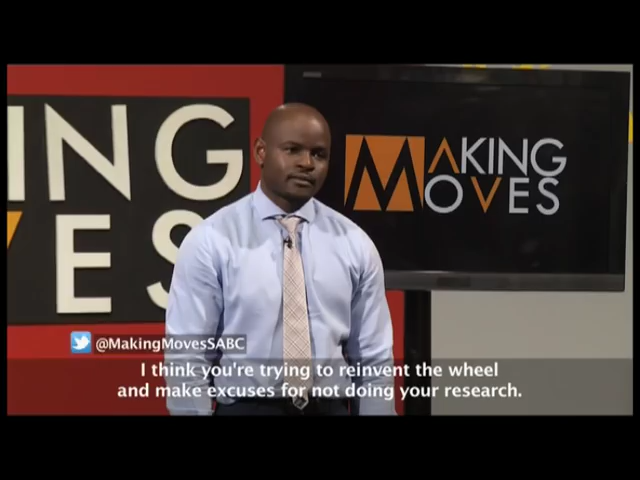 ING
VES
MAKING
MOVES
@MakingMovesSABC
I think you're trying to reinvent the wheel
and make excuses for not doing your research.